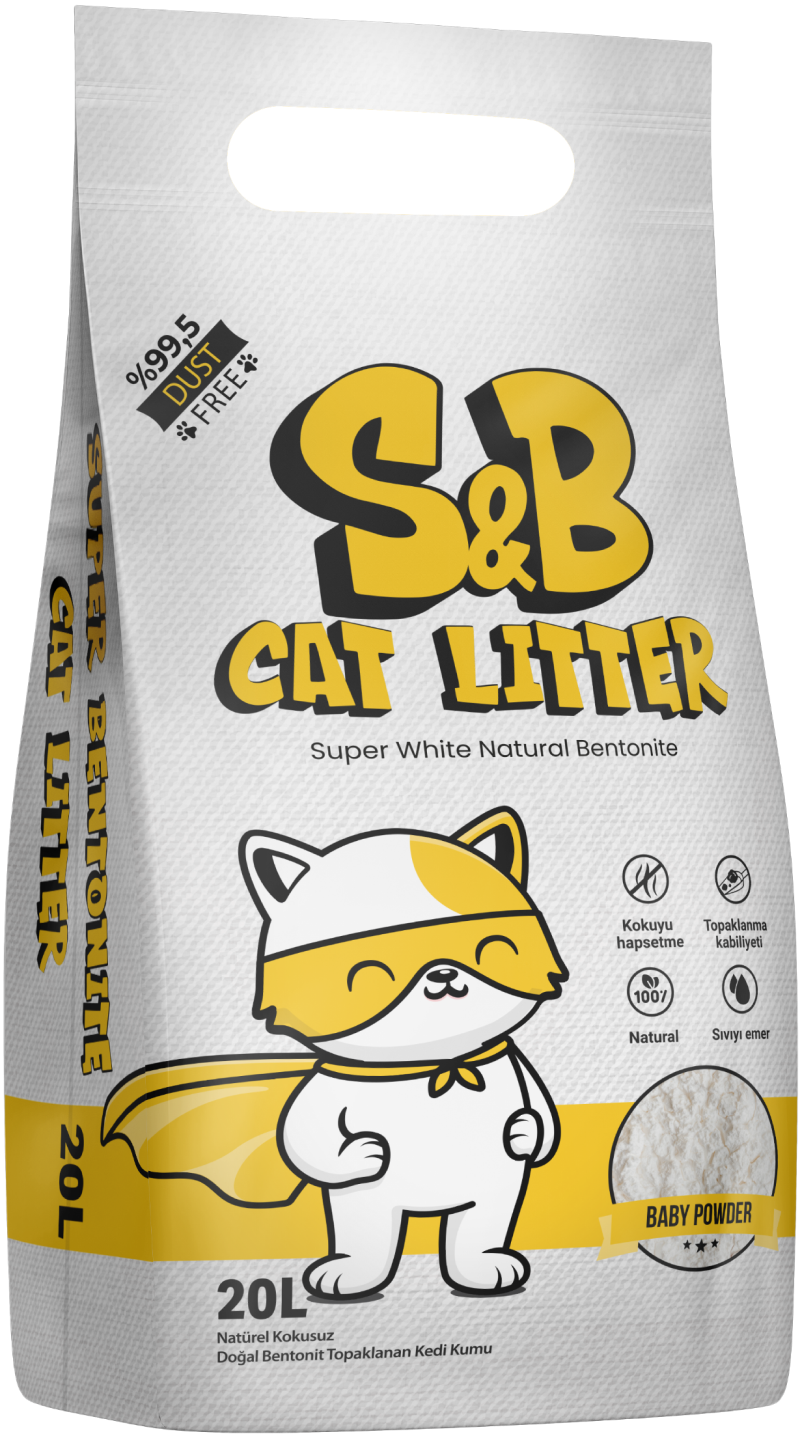 %99,5
DUST
FREE
S&B
CAT LITTER
Super White Natural Bentonite
SUPER BENTONITE
CAT LITTER
20L
Kokuyu
hapsetme
Topaklanma
kabiliyeti
100%
Natural
Sıvıyı emer
BABY POWDER
20L
Natürel Kokusuz
Doğal Bentonit Topaklanan Kedi Kumu